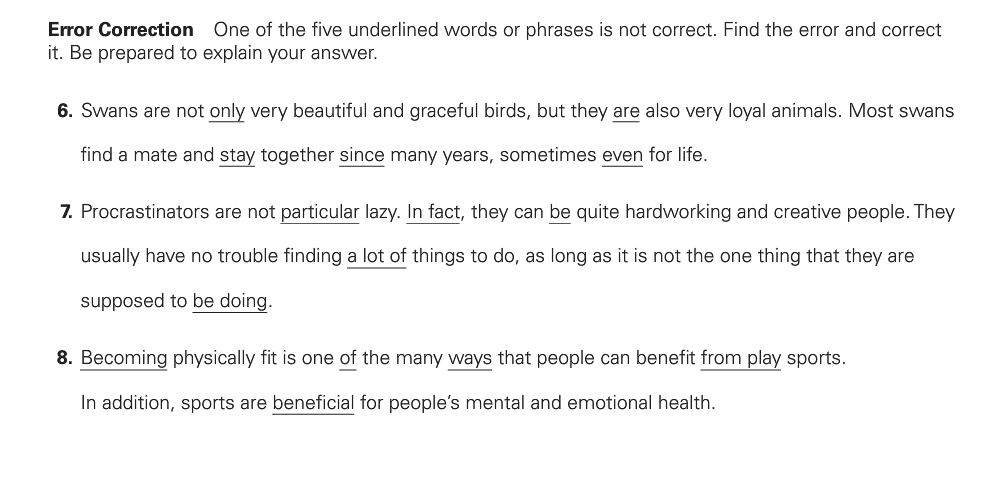 Error Correction One of the five underlined words or phrases is not correct. Find the error and correct
it. Be prepared to explain your answer.
6. Swans are not only very beautiful and graceful birds, but they are also very loyal animals. Most swans
find a mate and stay together since many years, sometimes even for life.
7. Procrastinators are not particular lazy. In fact, they can be quite hardworking and creative people. They
usually have no trouble finding a lot of things to do, as long as it is not the one thing that they are
supposed to be doing.
8. Becoming physically fit is one of the many ways that people can benefit from play sports.
In addition, sports are beneficial for people's mental and emotional health.